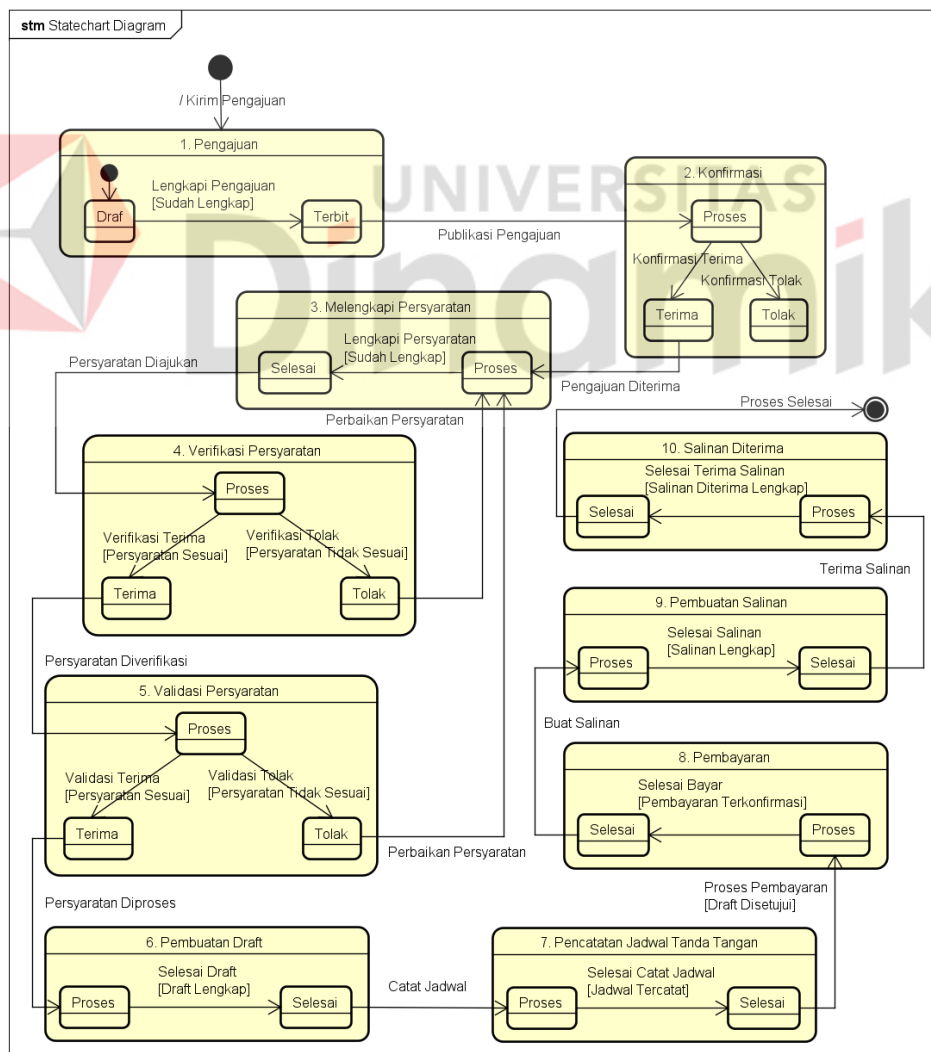 stm Statechart Diagram
/ Kirim Pengajuan
1. Pengajuan
Draf
Lengkapi Pengajuan
[Sudah Lengkap]
Terbit
Publikasi Pengajuan
UNIVERSITAS
Dinamik
2. Konfirmasi
Proses
Konfirmasi Terima
Konfirmasi Tolak
Terima
Tolak
Pengajuan Diterima
3. Melengkapi Persyaratan
Lengkapi Persyaratan
[Sudah Lengkap]
Selesai
Proses
Persyaratan Diajukan
Perbaikan Persyaratan
4. Verifikasi Persyaratan
Proses
Verifikasi Terima
[Persyaratan Sesuai]
Verifikasi Tolak
[Persyaratan Tidak Sesuai]
Terima
Tolak
Persyaratan Diverifikasi
5. Validasi Persyaratan
Proses
Validasi Terima
[Persyaratan Sesuai]
Validasi Tolak
[Persyaratan Tidak Sesuai]
Terima
Tolak
Perbaikan Persyaratan
Persyaratan Diproses
6. Pembuatan Draft
Selesai Draft
[Draft Lengkap]
Proses
Selesai
Catat Jadwal
7. Pencatatan Jadwal Tanda Tangan
Selesai Catat Jadwal
[Jadwal Tercatat]
Proses
Selesai
Proses Pembayaran
[Draft Disetujui]
8. Pembayaran
Selesai Bayar
[Pembayaran Terkonfirmasi]
Selesai
Proses
Buat Salinan
9. Pembuatan Salinan
Selesai Salinan
[Salinan Lengkap]
Proses
Selesai
Terima Salinan
10. Salinan Diterima
Selesai Terima Salinan
[Salinan Diterima Lengkap]
Selesai
Proses
Proses Selesai